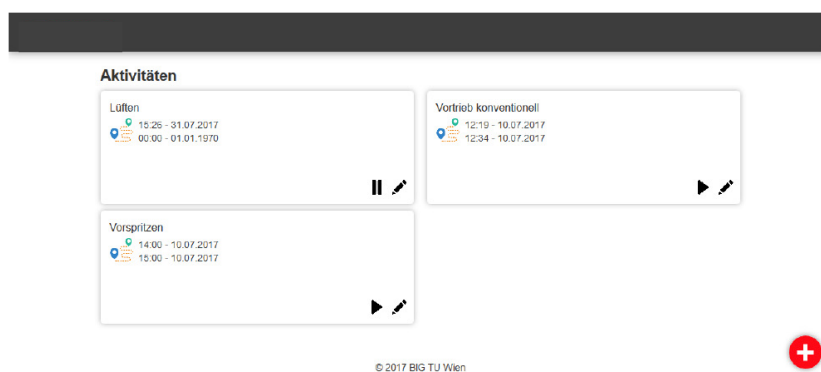 Aktivitäten
Lüften
15:26 - 31.07.2017
00:00 - 01.01.1970
Vortrieb konventionell
12:19 - 10.07.2017
12:34 - 10.07.2017
Vorspritzen
14:00 - 10.07.2017
15:00 - 10.07.2017
© 2017 BIG TU Wien